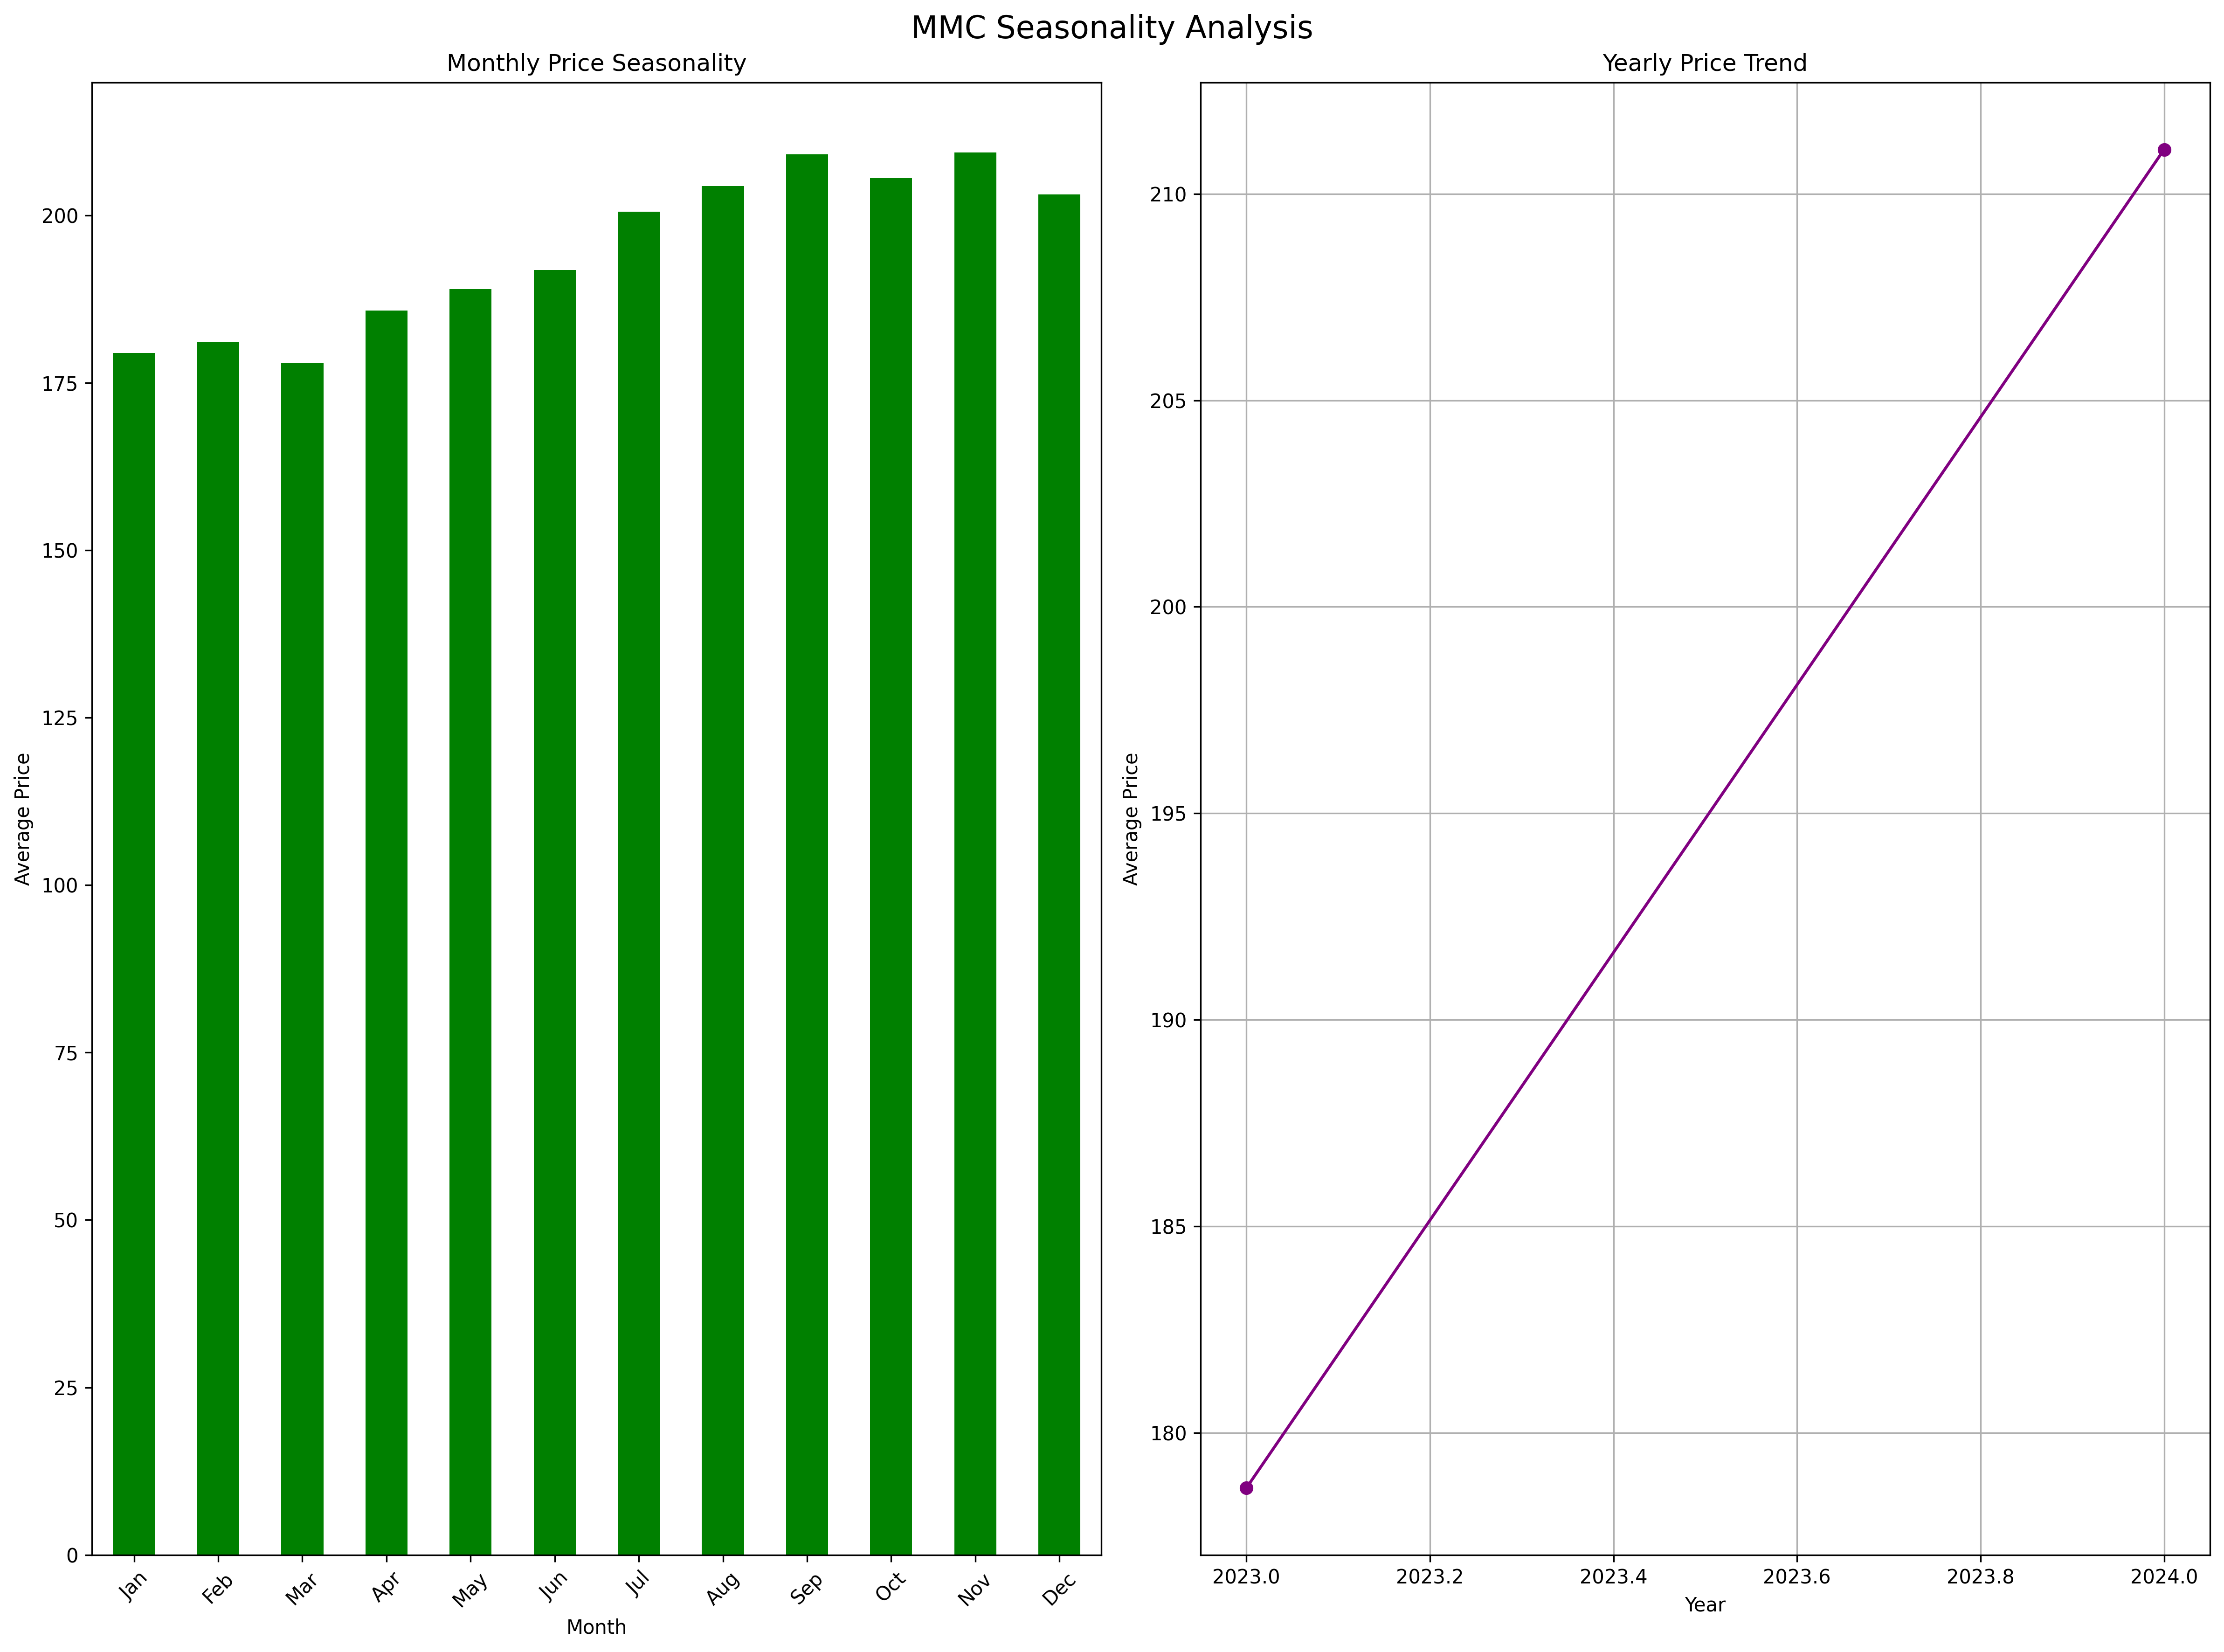 MMC Seasonality Analysis
Monthly Price Seasonality
Average Price
200
175
150
125
100
75
50
25
0
Jan Feb Mar Apr May Jun Jul Aug Sep Oct Nov Dec
Month
Yearly Price Trend
Average Price
210
205
200
195
190
185
180
2023.0 2023.2 2023.4 2023.6 2023.8 2024.0
Year